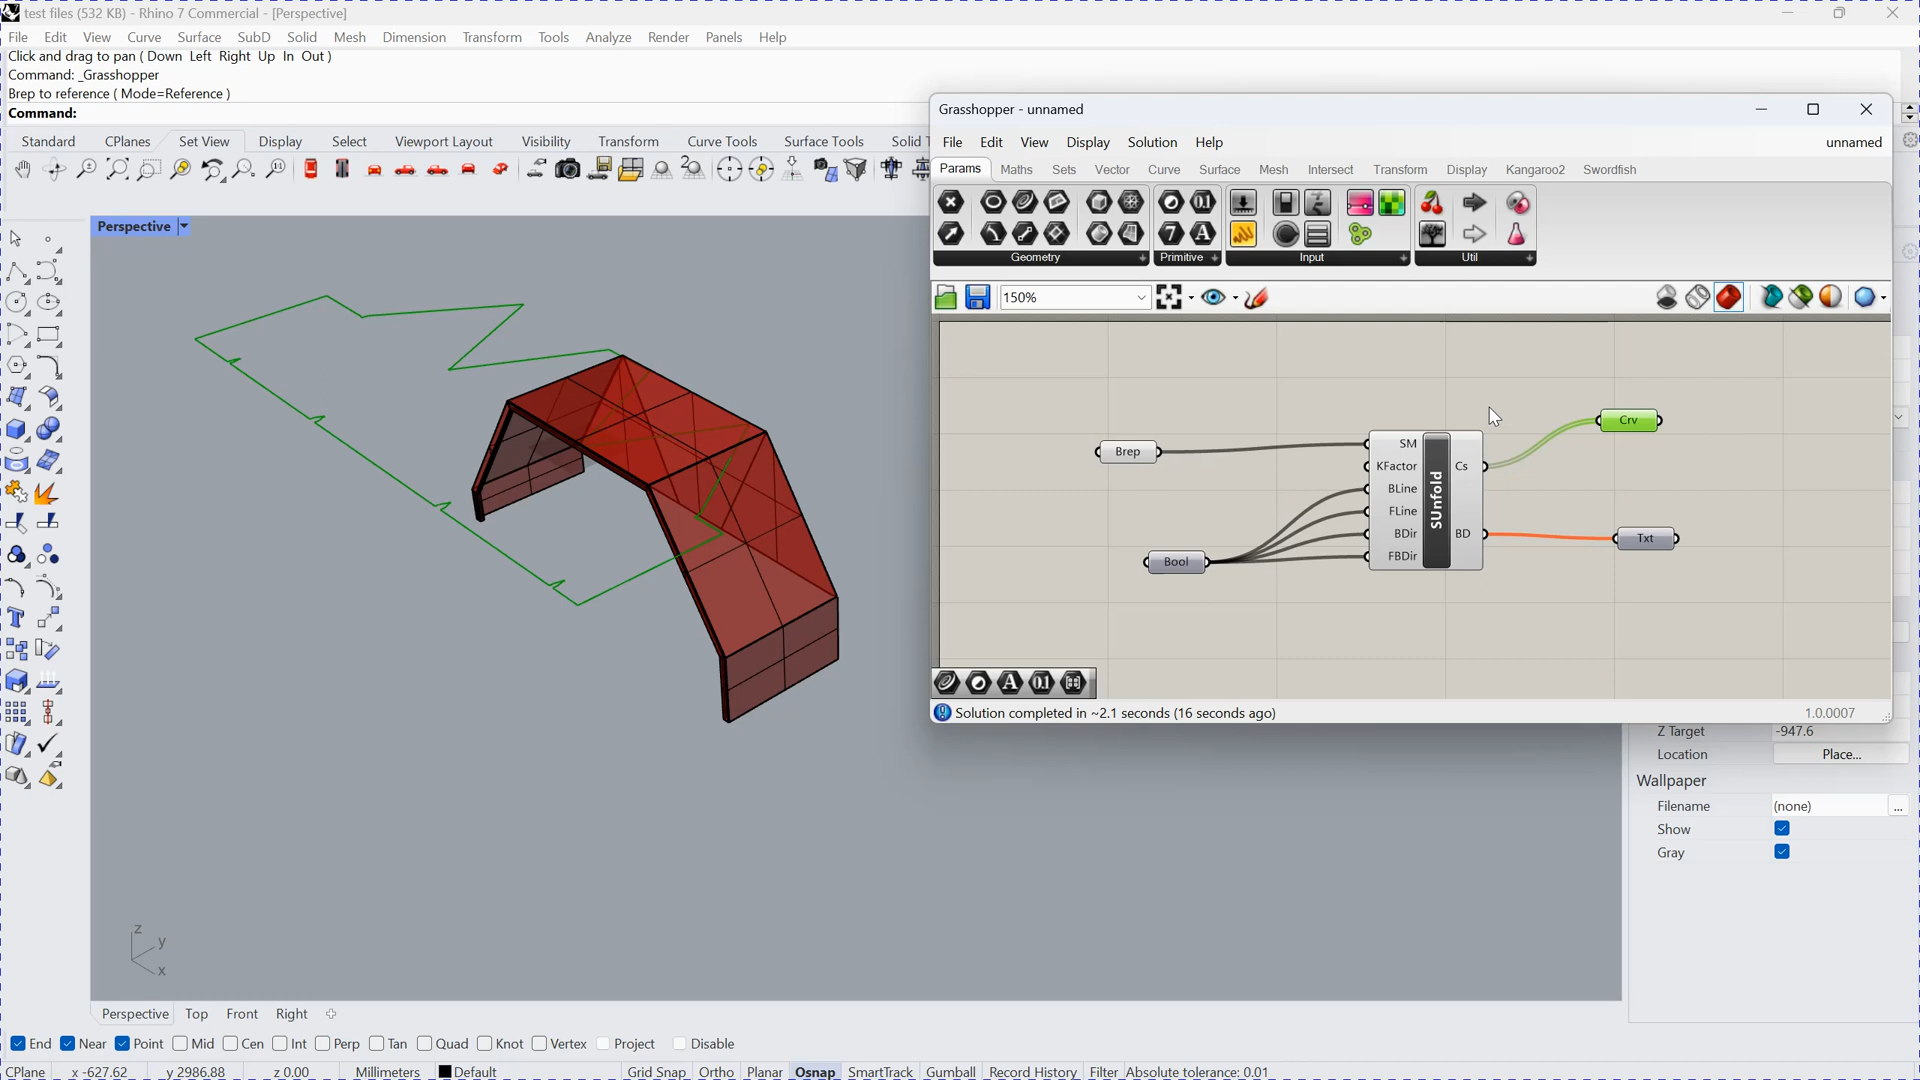 test files (532 KB) - Rhino 7 Commercial - [Perspective]
File Edit View Curve Surface SubD Solid Mesh Dimension Transform Tools Analyze Render Panels Help
Click and drag to pan ( Down Left Right Up In Out )
Command: _Grasshopper
Brep to reference ( Mode=Reference )
Command:
Standard CPlanes Set View Display Select Viewport Layout Visibility Transform Curve Tools Surface Tools Solid T
Perspective
Grasshopper - unnamed
File Edit View Display Solution Help unnamed
Params Maths Sets Vector Curve Surface Mesh Intersect Transform Display Kangaroo2 Swordfish
Geometry Primitive Input Util
150%
Brep
Bool
SM
KFactor
BLine
FLine
BDir
FBDir
SUnfold
Cs
BD
Crv
Txt
Solution completed in ~2.1 seconds (16 seconds ago) 1.0.0007
Z Target -947.6
Location Place...
Wallpaper
Filename (none) ...
Show
Gray
z
y
x
Perspective Top Front Right
End Near Point Mid Cen Int Perp Tan Quad Knot Vertex Project Disable
CPlane x -627.62 y 2986.88 z 0.00 Millimeters Default Grid Snap Ortho Planar Osnap SmartTrack Gumball Record History Filter Absolute tolerance: 0.01